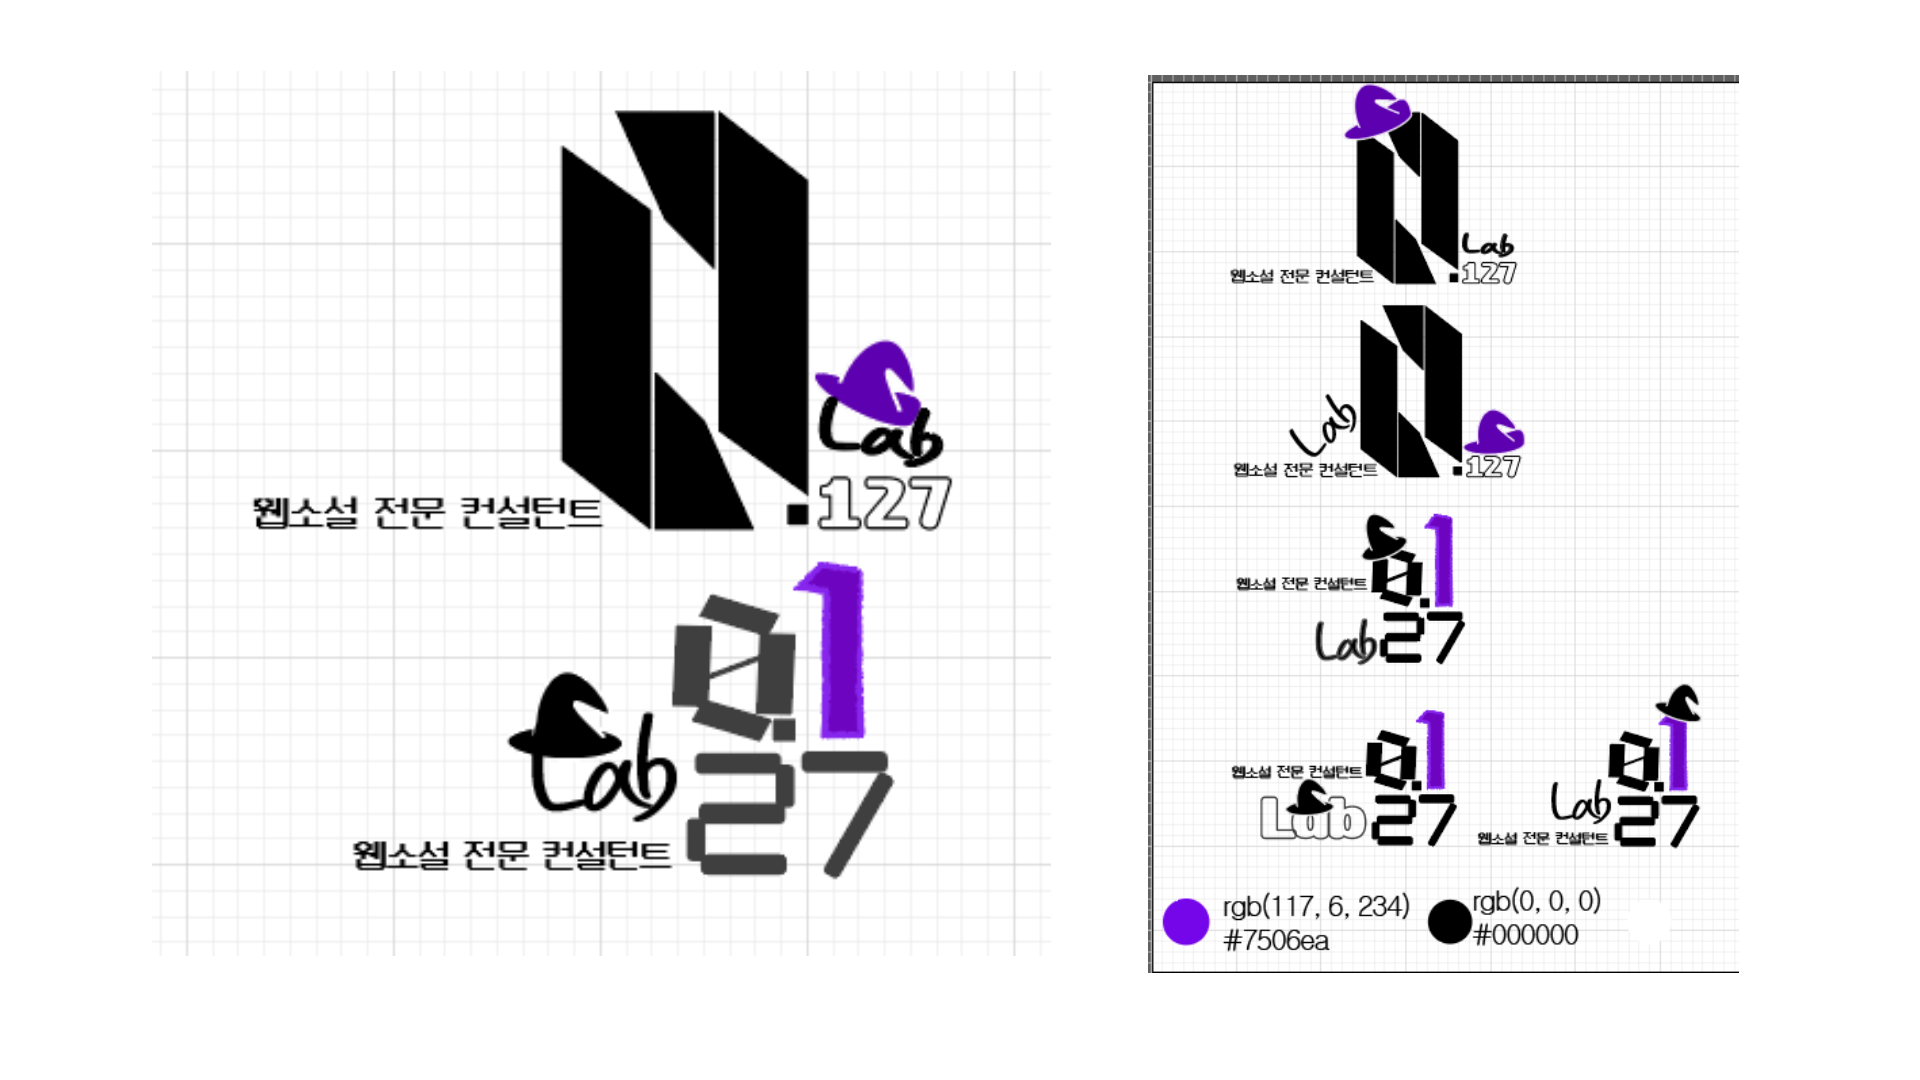 Lab
웹소설 전문 컨설턴트
.127
0.1
Lab
27
웹소설 전문 컨설턴트
Lab
웹소설 전문 컨설턴트
.127
Lab
웹소설 전문 컨설턴트
.127
웹소설 전문 컨설턴트
0.1
Lab
27
웹소설 전문 컨설턴트
0.1
Lab
27
0.1
Lab
27
웹소설 전문 컨설턴트
rgb(117, 6, 234)
#7506ea
rgb(0, 0, 0)
#000000